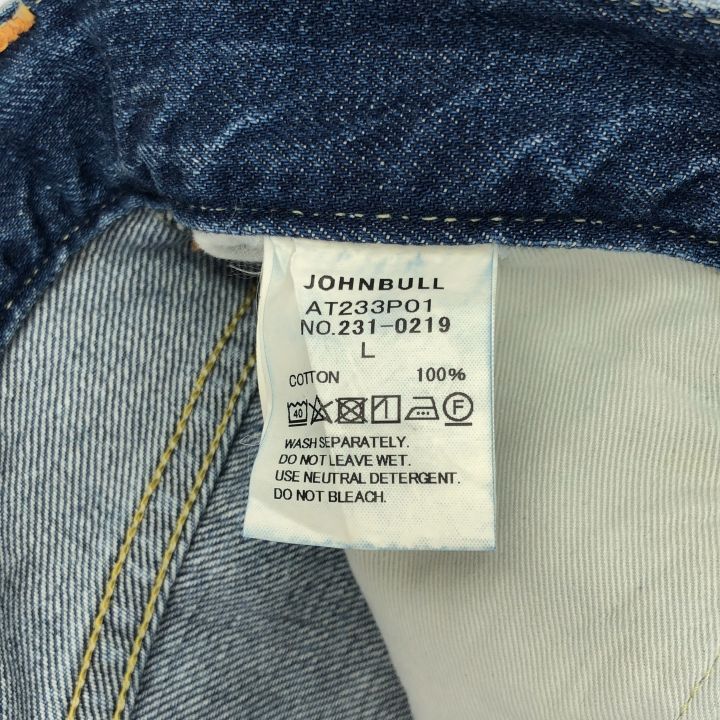 JOHNBULL
AT233P01
NO.231-0219
L
COTTON 100%
40 F
WASH SEPARATELY.
DO NOT LEAVE WET.
USE NEUTRAL DETERGENT.
DO NOT BLEACH.